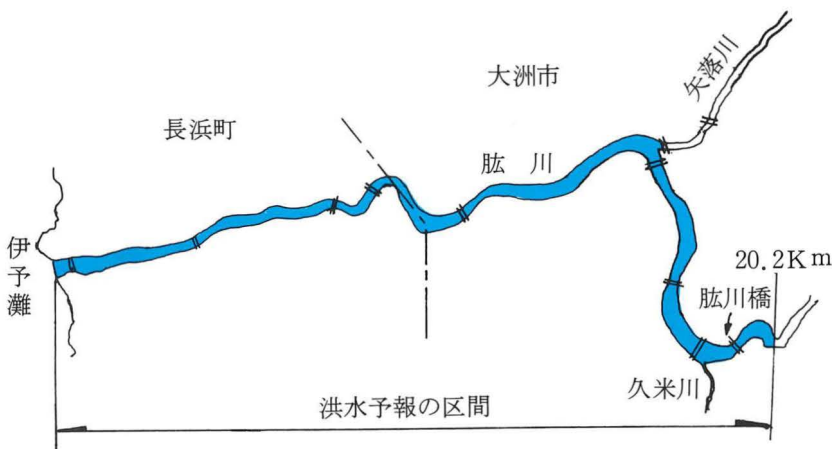 大洲市
矢落川
長浜町
肱川
伊予灘
20.2Km
肱川橋
久米川
洪水予報の区間